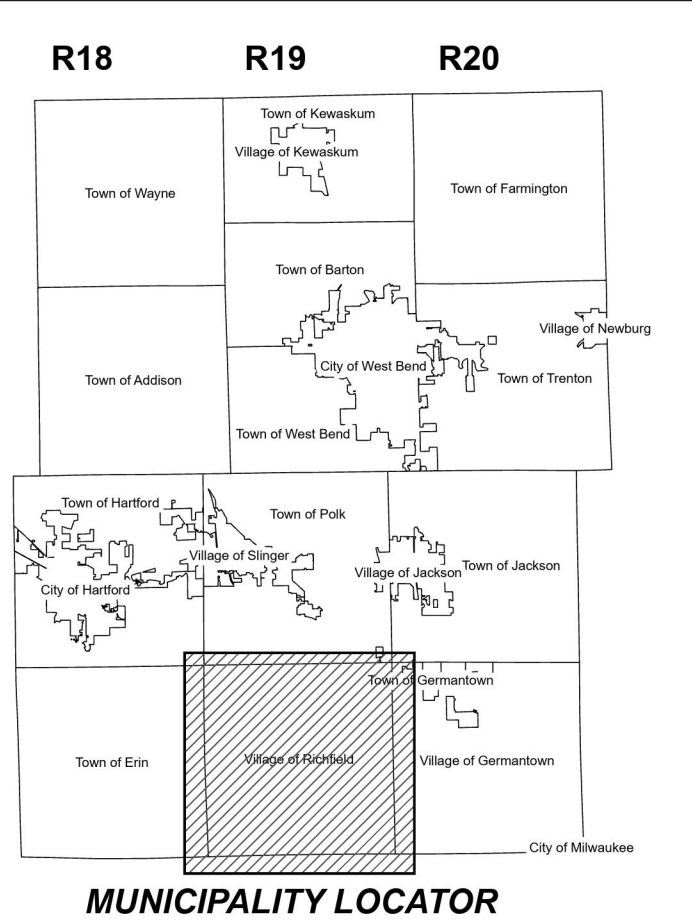 R18 R19 R20
Town of Kewaskum
Village of Kewaskum
Town of Wayne
Town of Farmington
Town of Barton
Village of Newburg
City of West Bend
Town of Addison
Town of Trenton
Town of West Bend
Town of Hartford
Town of Polk
Village of Slinger
Town of Jackson
Village of Jackson
City of Hartford
Town of Germantown
Town of Erin
Village of Richfield
Village of Germantown
City of Milwaukee
MUNICIPALITY LOCATOR